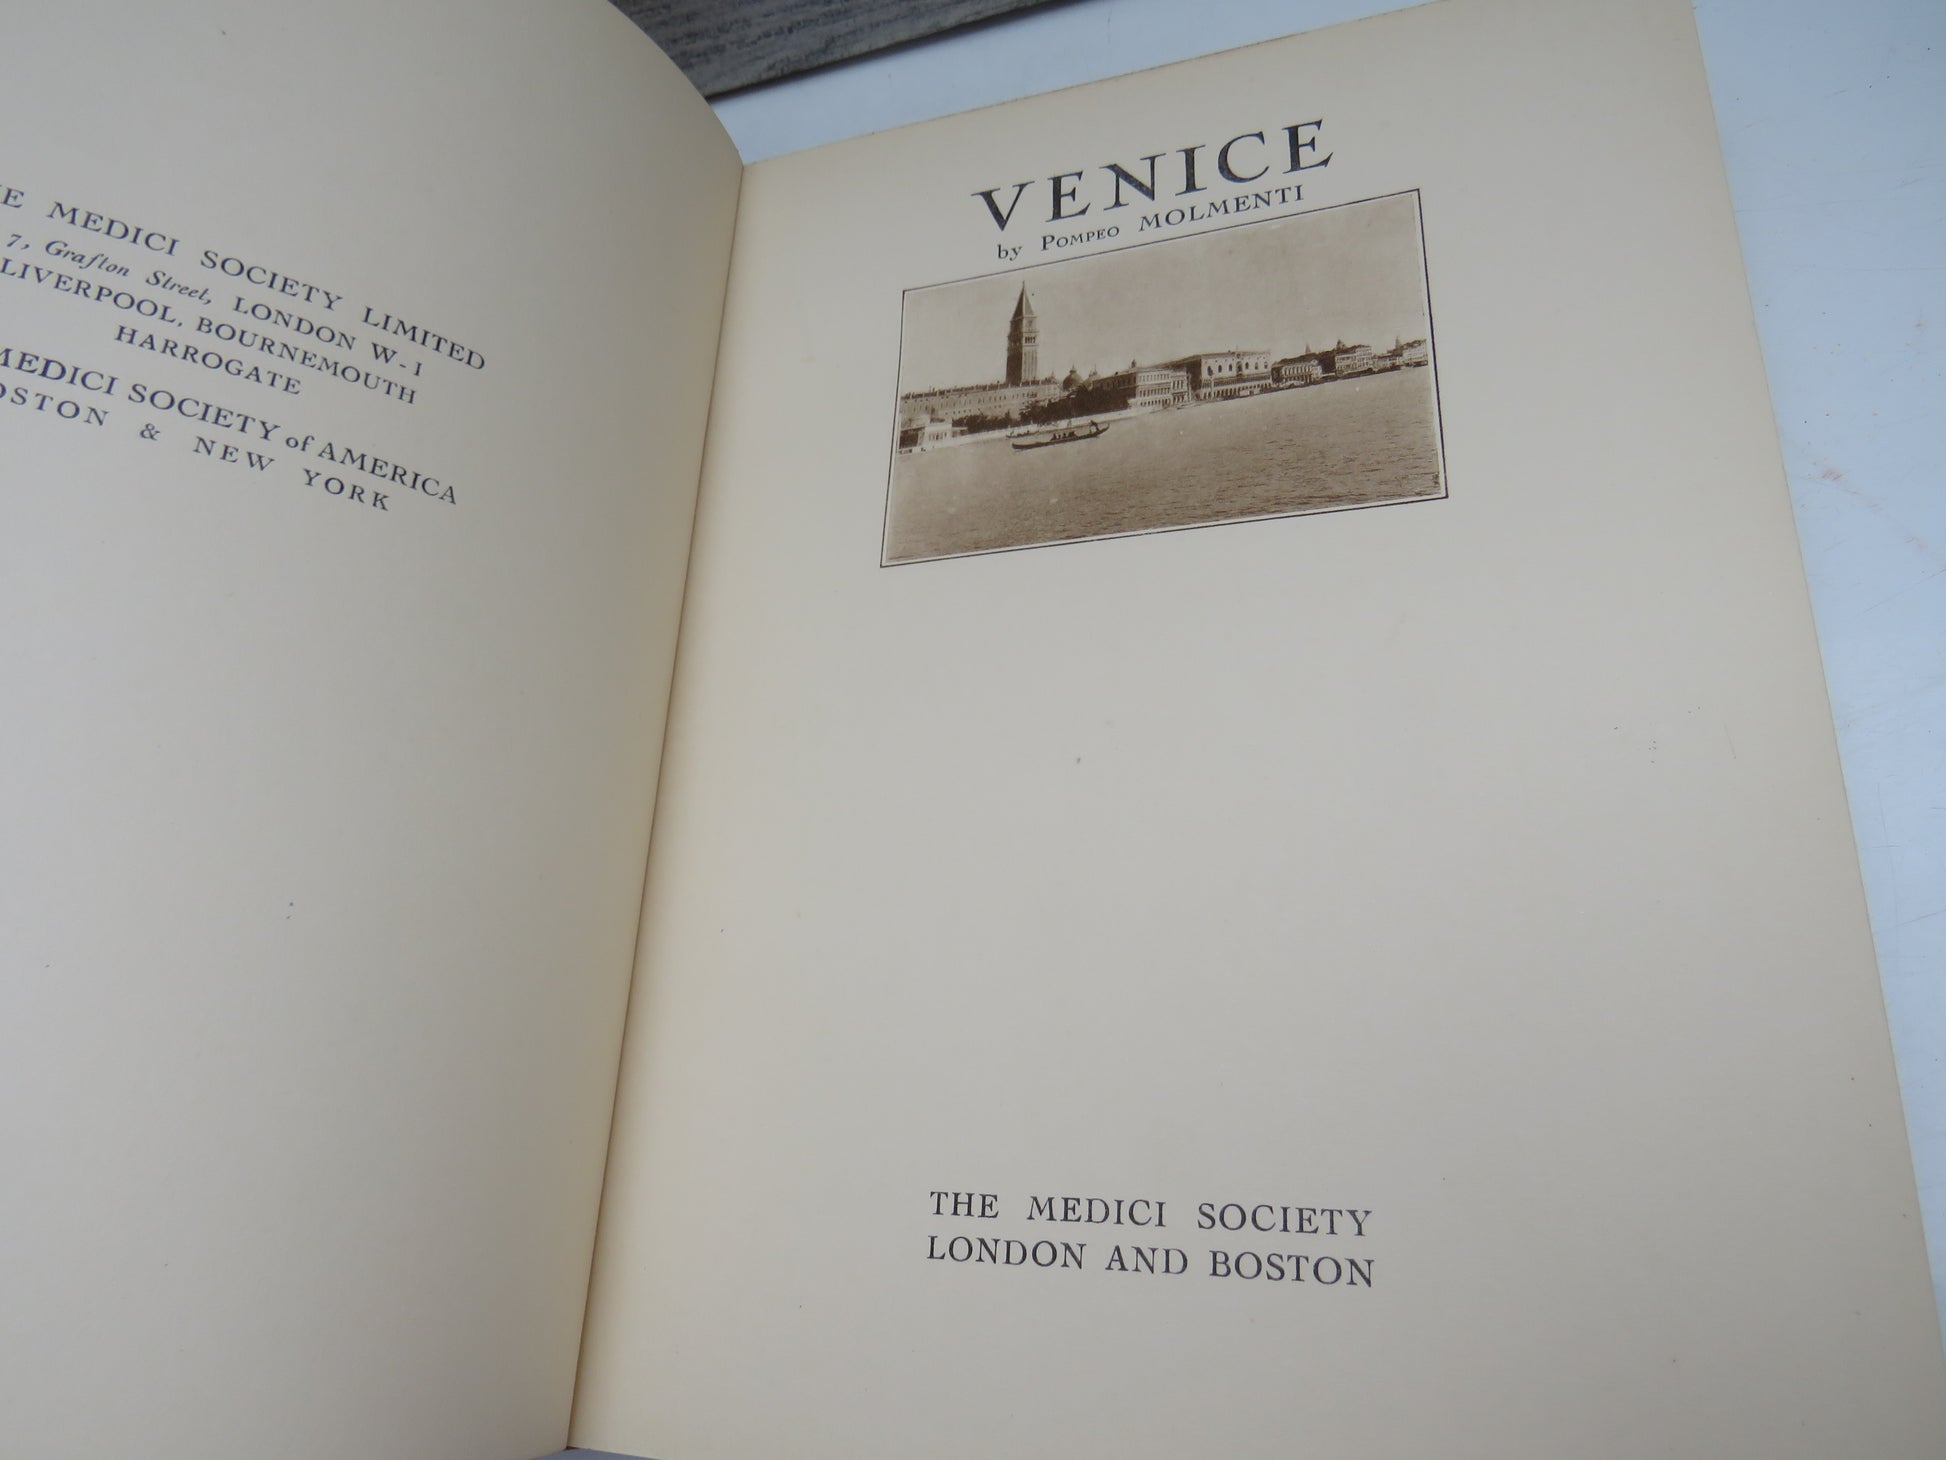 MEDICI SOCIETY LIMITED
7, Grafton Street, LONDON W-1
LIVERPOOL, BOURNEMOUTH
HARROGATE
MEDICI SOCIETY of AMERICA
& NEW YORK
VENICE
by POMPEO MOLMENTI
THE MEDICI SOCIETY
LONDON AND BOSTON